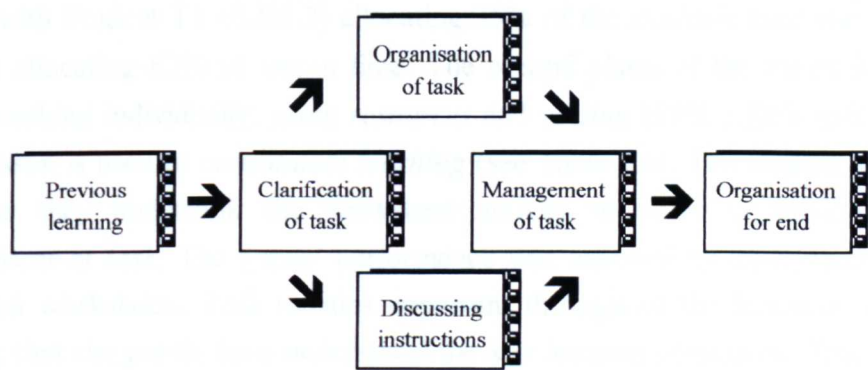 Organisation
of task
Previous
learning
Clarification
of task
Management
of task
Organisation
for end
Discussing
instructions